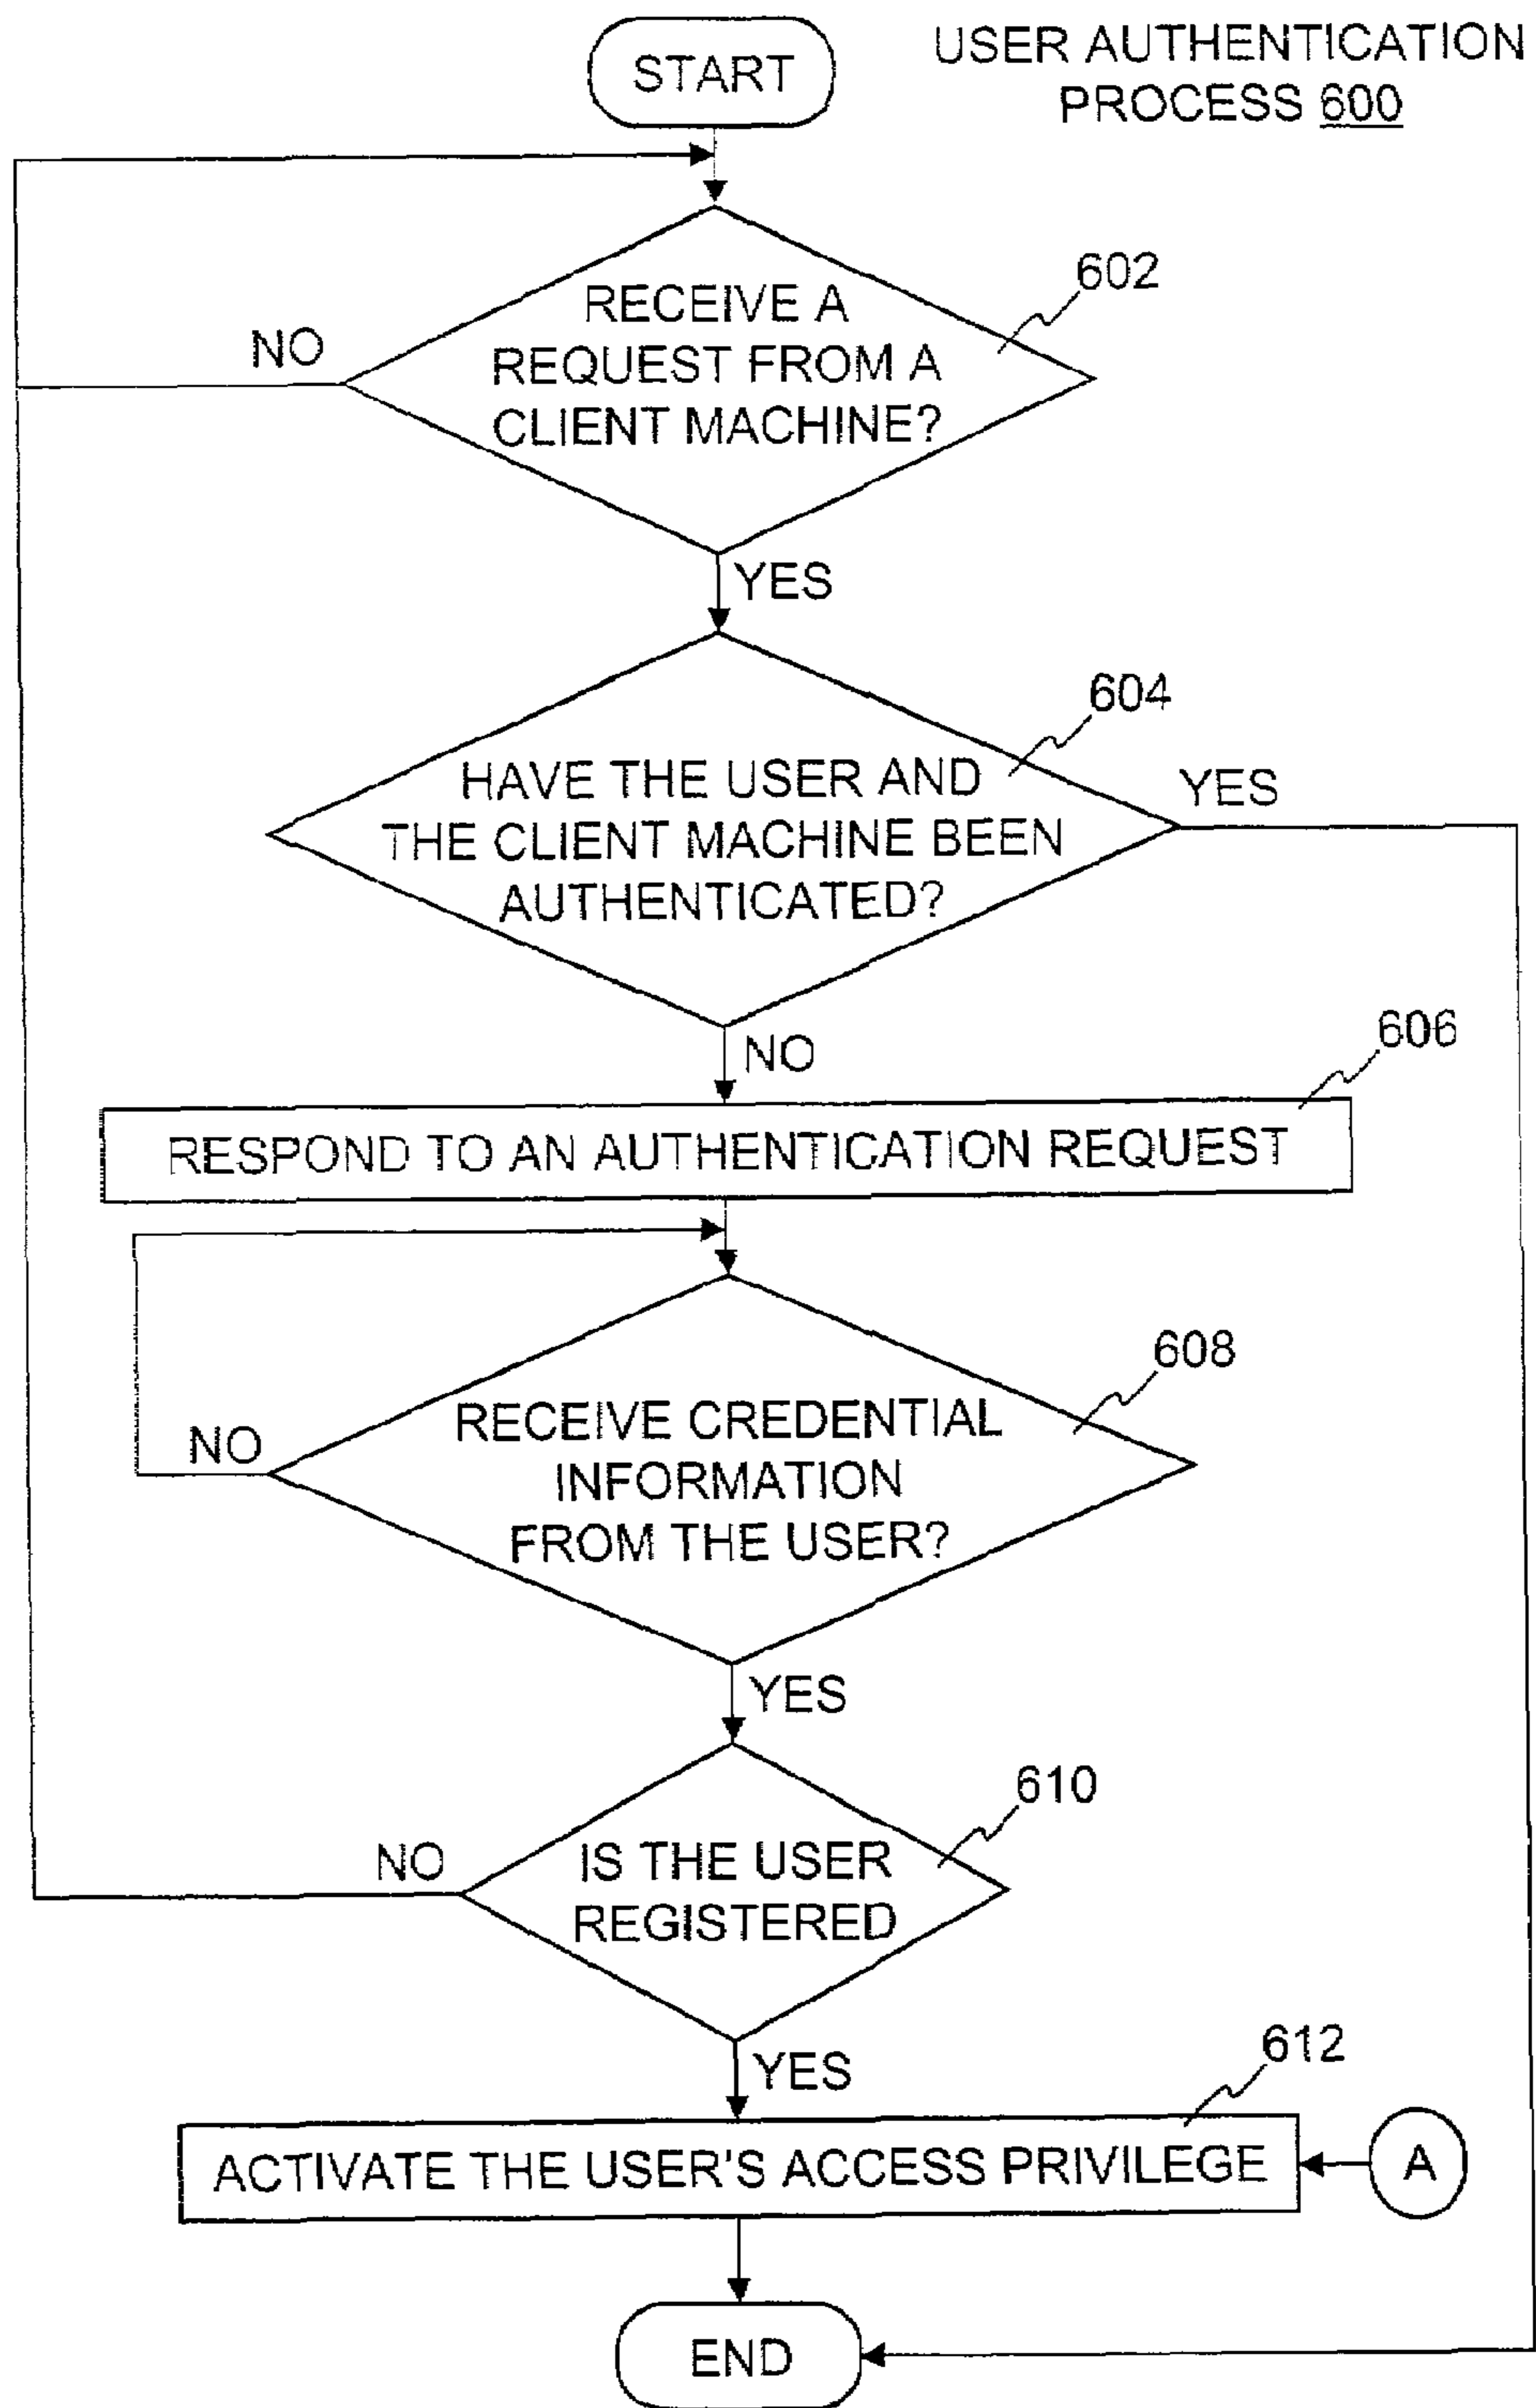 START
USER AUTHENTICATION
PROCESS 600
602
RECEIVE A
REQUEST FROM A
CLIENT MACHINE?
NO
YES
604
HAVE THE USER AND
THE CLIENT MACHINE BEEN
AUTHENTICATED?
YES
NO
606
RESPOND TO AN AUTHENTICATION REQUEST
608
RECEIVE CREDENTIAL
INFORMATION
FROM THE USER?
NO
YES
610
IS THE USER
REGISTERED
NO
YES
612
ACTIVATE THE USER'S ACCESS PRIVILEGE
A
END